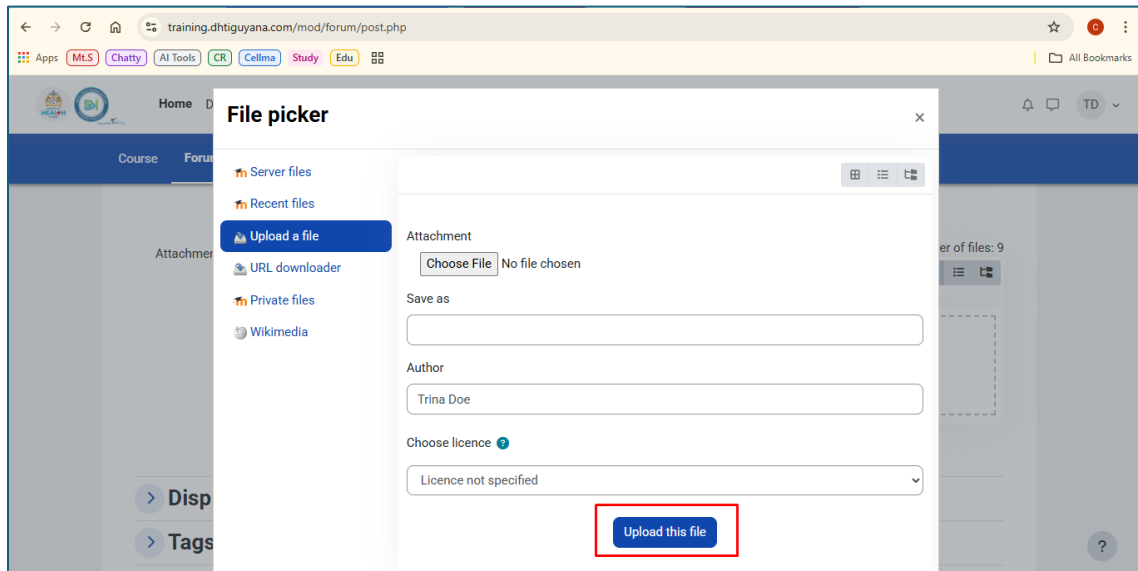 training.dhtiguyana.com/mod/forum/post.php
C
Apps Mt.S Chatty AI Tools CR Cellma Study Edu All Bookmarks
HEALTH
Home D
TD
File picker
Course Forum
Server files
Recent files
Upload a file
Attachment
URL downloader
Choose File No file chosen
Attachmen
er of files: 9
Private files
Save as
Wikimedia
Author
Trina Doe
Choose licence ?
Licence not specified
Disp
Upload this file
Tags
?